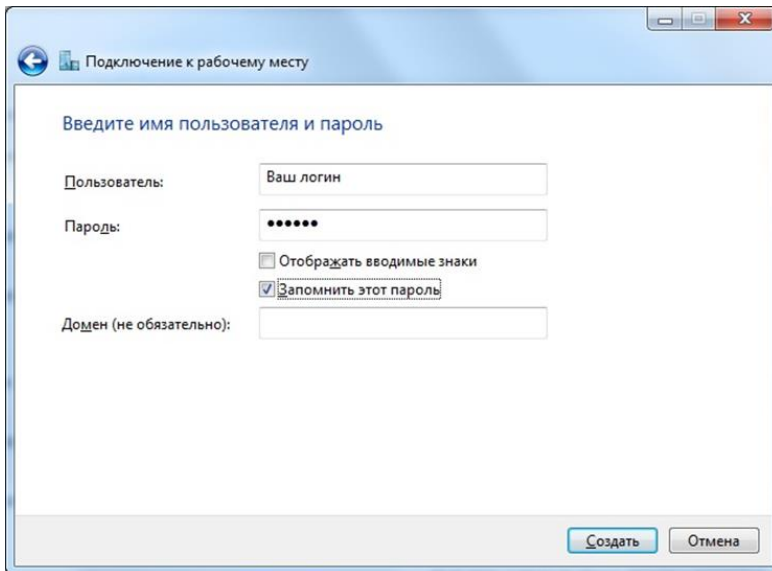 Подключение к рабочему месту
Введите имя пользователя и пароль
Пользователь: Ваш логин
Пароль: ••••••
Отображать вводимые знаки
Запомнить этот пароль
Домен (не обязательно):
Создать Отмена